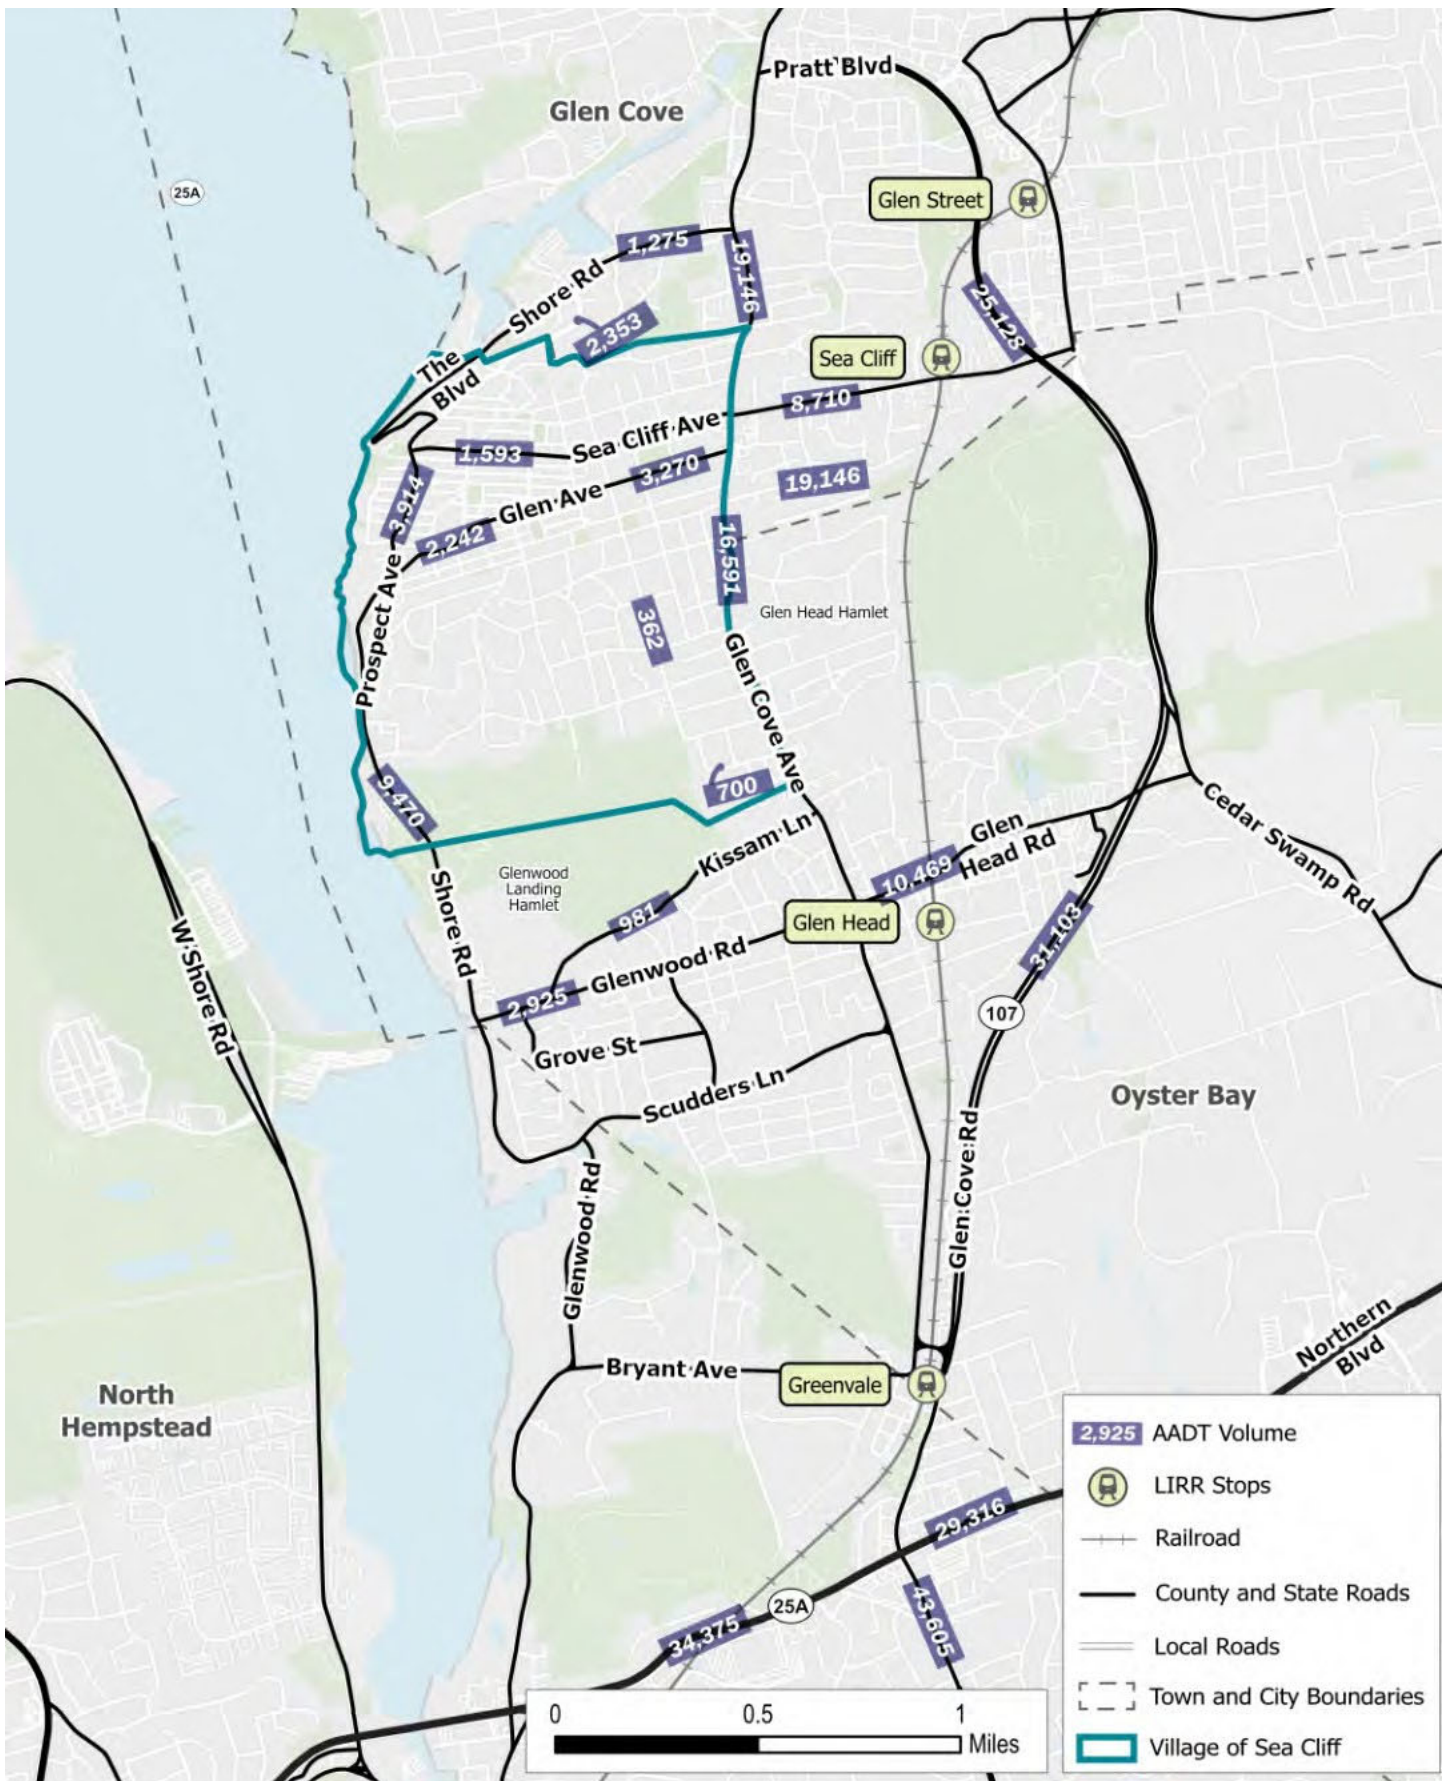 Pratt Blvd
Glen Cove
25A
Glen Street
1,275
19,146
Shore Rd
25,128
2,353
Sea Cliff
The
Blvd
8,710
Sea Cliff Ave
1,593
3,270
19,146
Glen Ave
3,914
2,242
16,591
Prospect Ave
362
Glen Head Hamlet
Glen Cove Ave
700
9,470
Cedar Swamp Rd
Glen
Head Rd
Kissam Ln
10,469
Glenwood
Landing
Hamlet
Shore Rd
981
Glen Head
31,103
W Shore Rd
Glenwood Rd
2,925
107
Grove St
Scudders Ln
Oyster Bay
Glen Cove Rd
Glenwood Rd
Northern
Blvd
Bryant Ave
Greenvale
North
Hempstead
29,316
25A
34,375
43,605
2,925 AADT Volume
LIRR Stops
Railroad
County and State Roads
Local Roads
Town and City Boundaries
Village of Sea Cliff
0 0.5 1
Miles